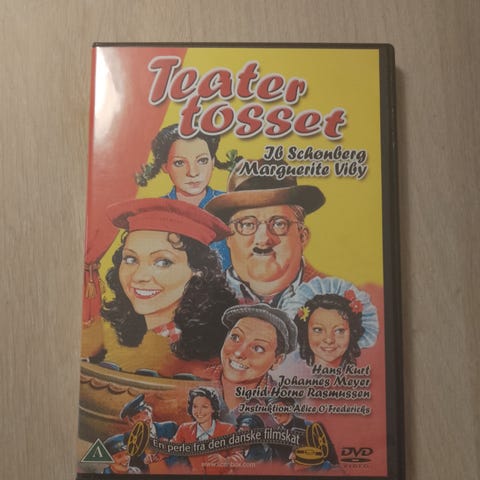 Teater
tosset
Ib Schønberg
Marguerite Viby
Hans Kurt
Johannes Meyer
Sigrid Horne Rasmussen
Instruktion: Alice O Fredericks
En perle fra den danske filmskat
A
DVD
VIDEO